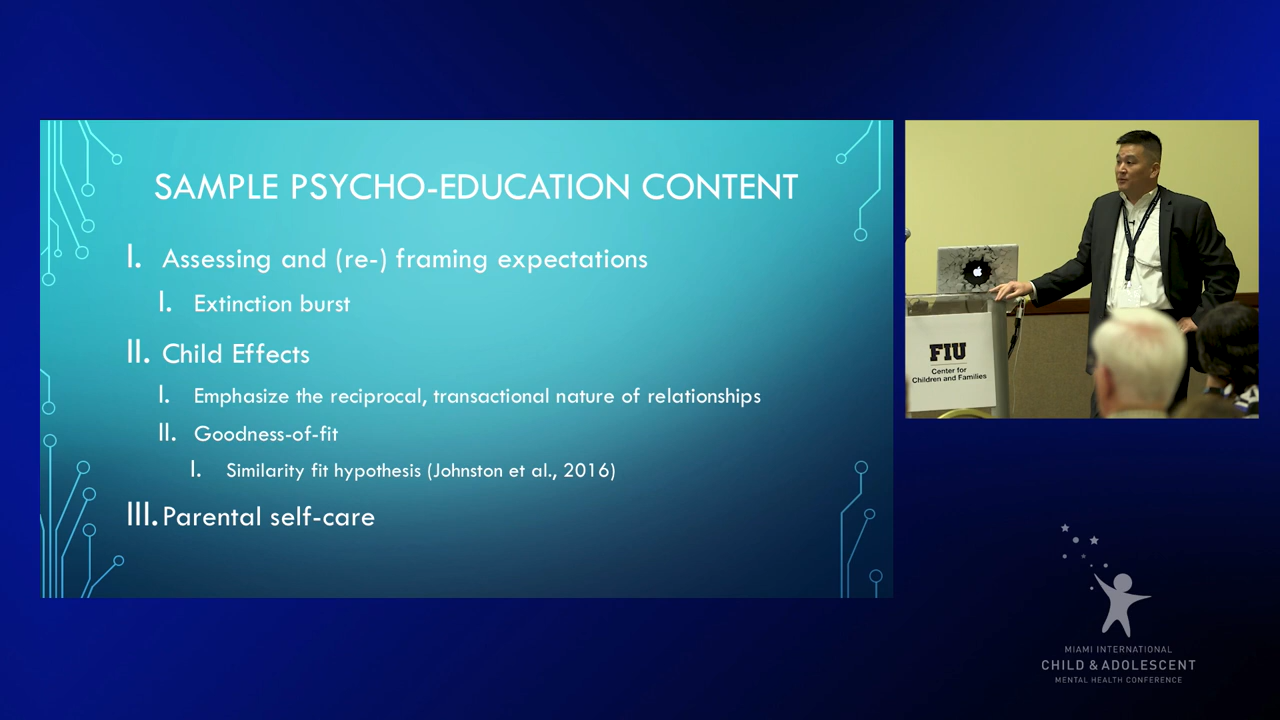 SAMPLE PSYCHO-EDUCATION CONTENT
I. Assessing and (re-) framing expectations
I. Extinction burst
II. Child Effects
I. Emphasize the reciprocal, transactional nature of relationships
II. Goodness-of-fit
I. Similarity fit hypothesis (Johnston et al., 2016)
III. Parental self-care
FIU
Center for
Children and Families
MIAMI INTERNATIONAL
CHILD & ADOLESCENT
MENTAL HEALTH CONFERENCE